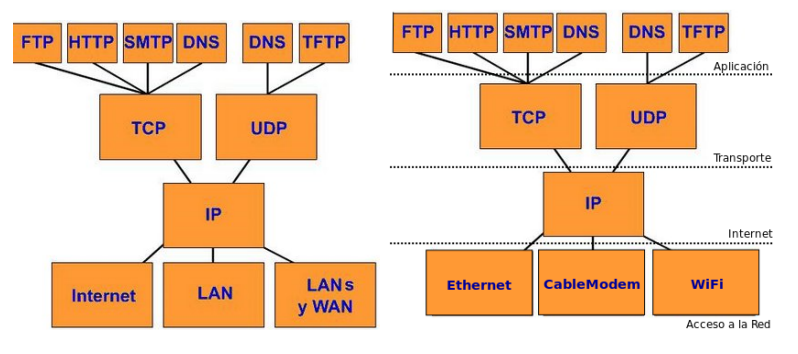 FTP HTTP SMTP DNS DNS TFTP
TCP UDP
IP
Internet LAN LANs
y WAN
FTP HTTP SMTP DNS DNS TFTP
Aplicación
TCP UDP
Transporte
IP
Internet
Ethernet CableModem WiFi
Acceso a la Red